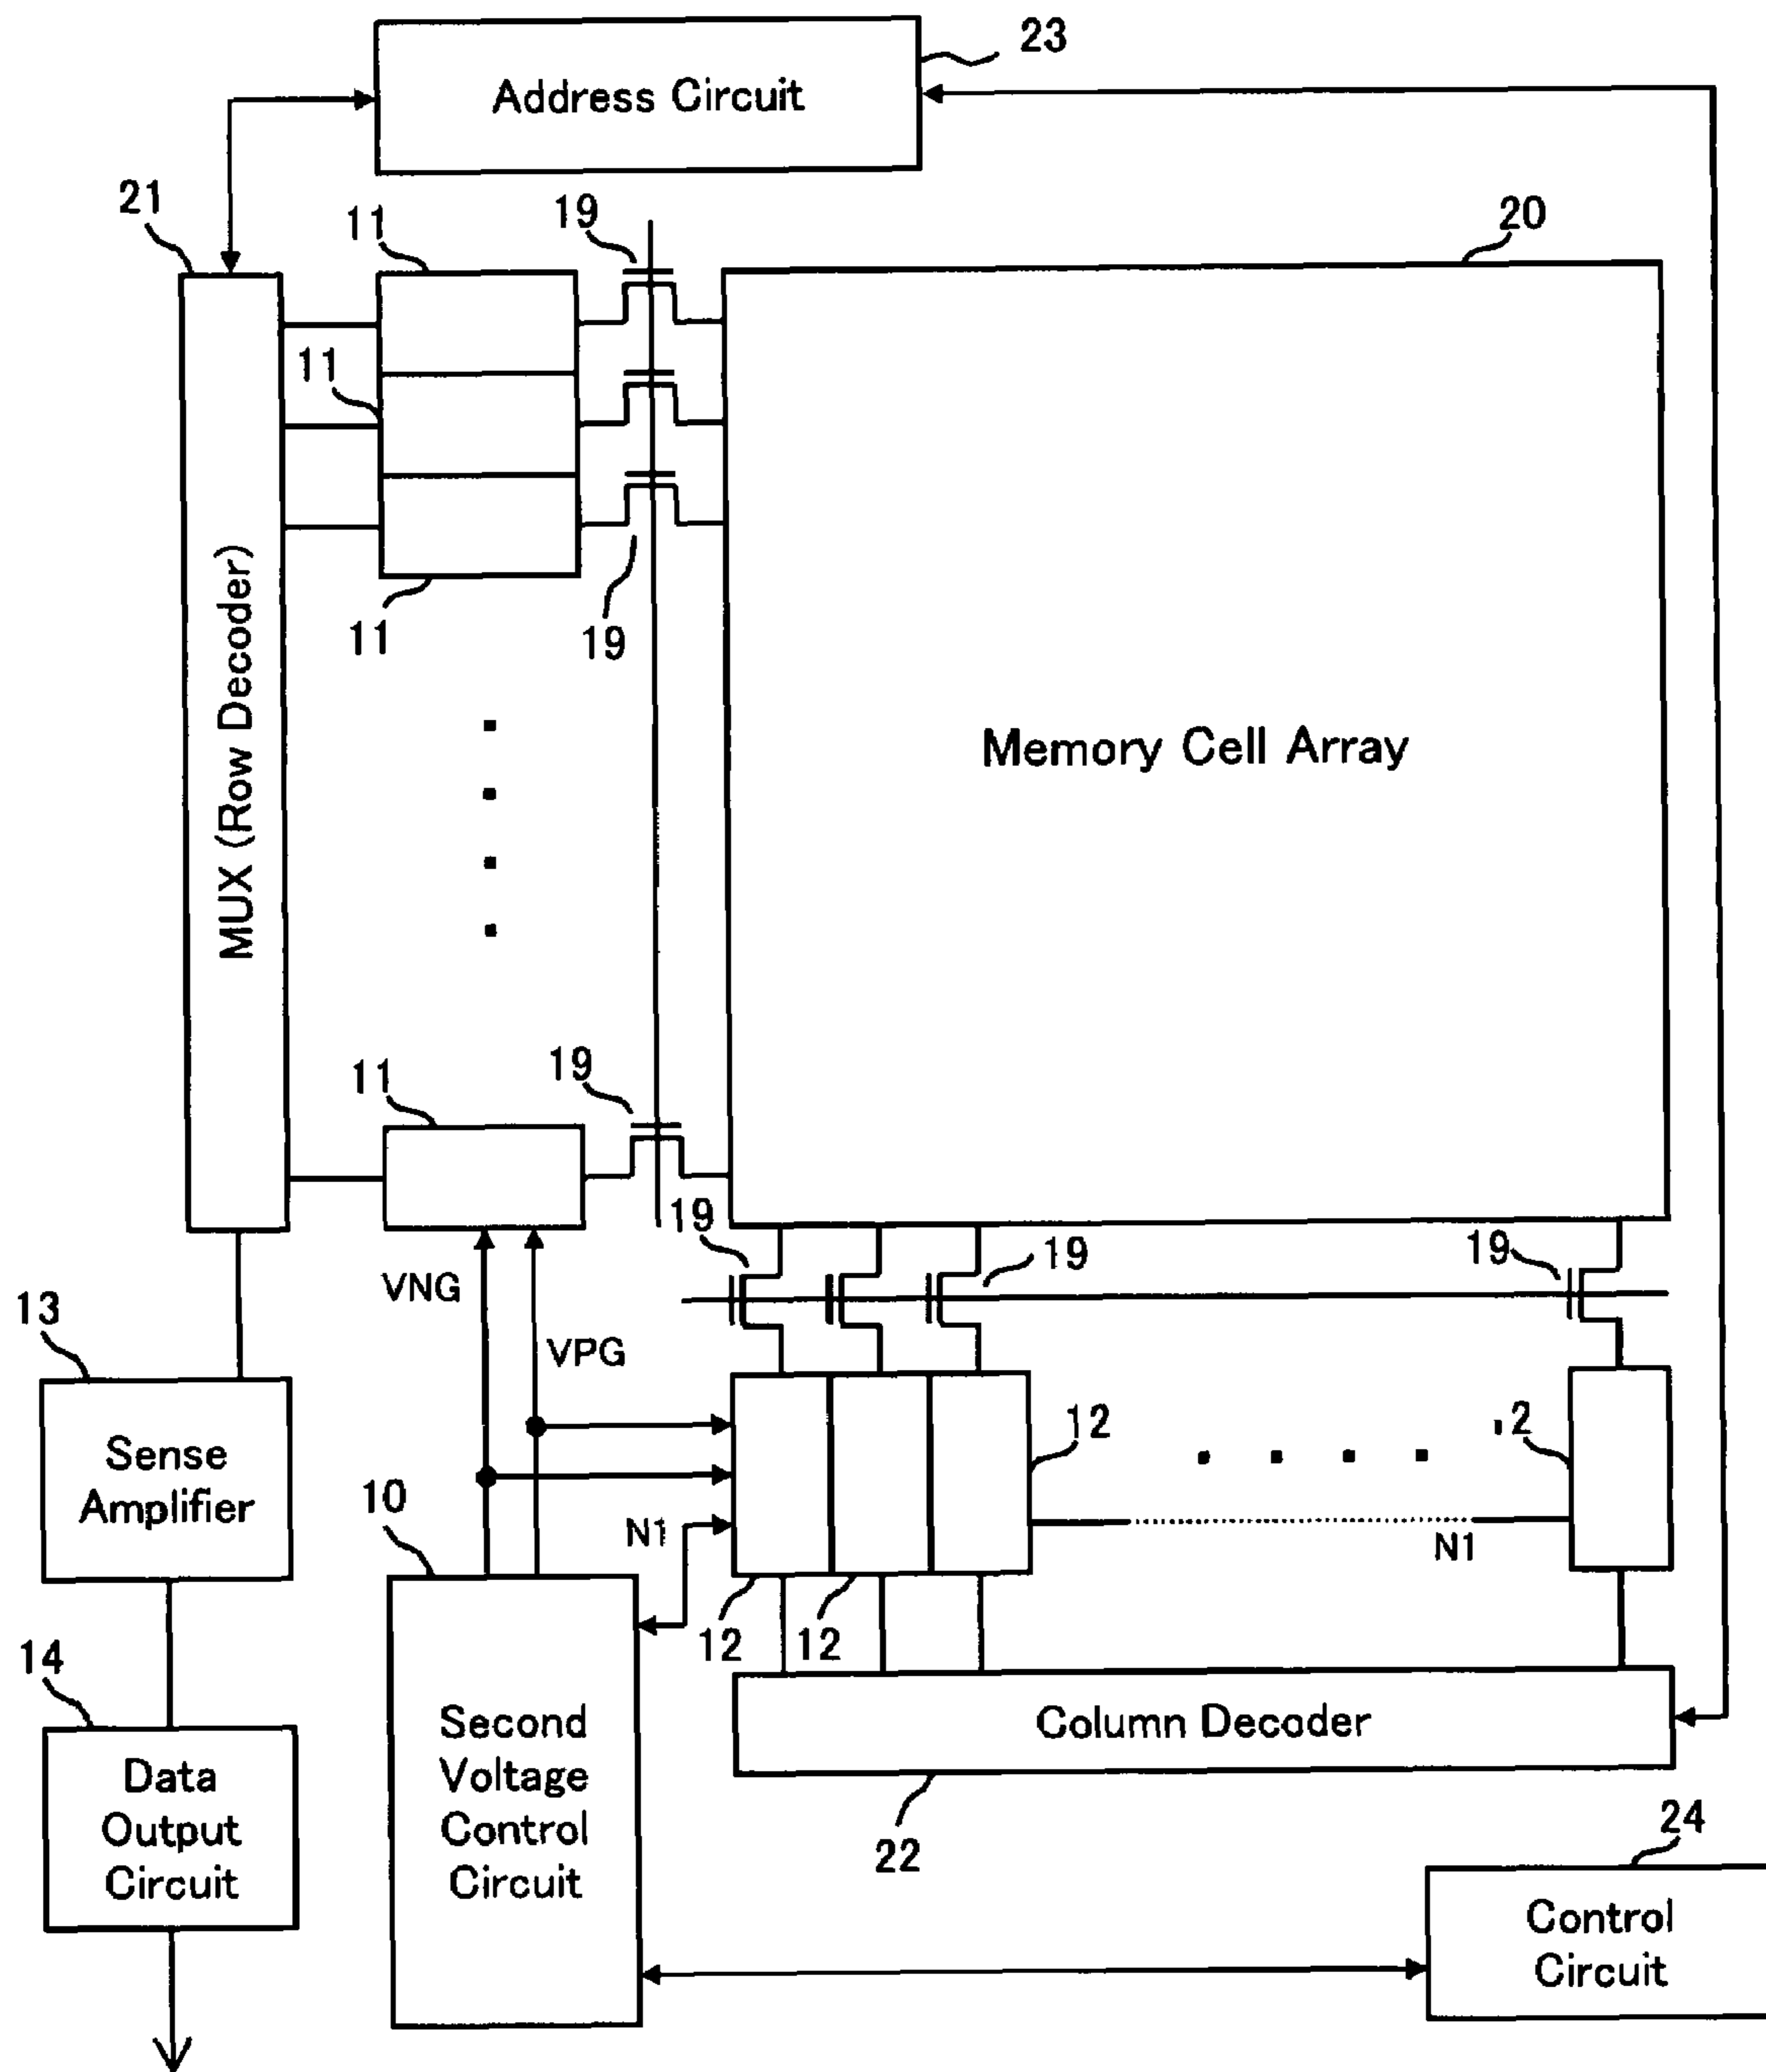 23
Address Circuit
21
11
19
20
11
MUX (Row Decoder)
11
19
Memory Cell Array
11
19
19
19
19
VNG
VPG
13
Sense
Amplifier
10
N1
12
.2
N1
12
12
14
Data
Output
Circuit
Second
Voltage
Control
Circuit
Column Decoder
22
24
Control
Circuit